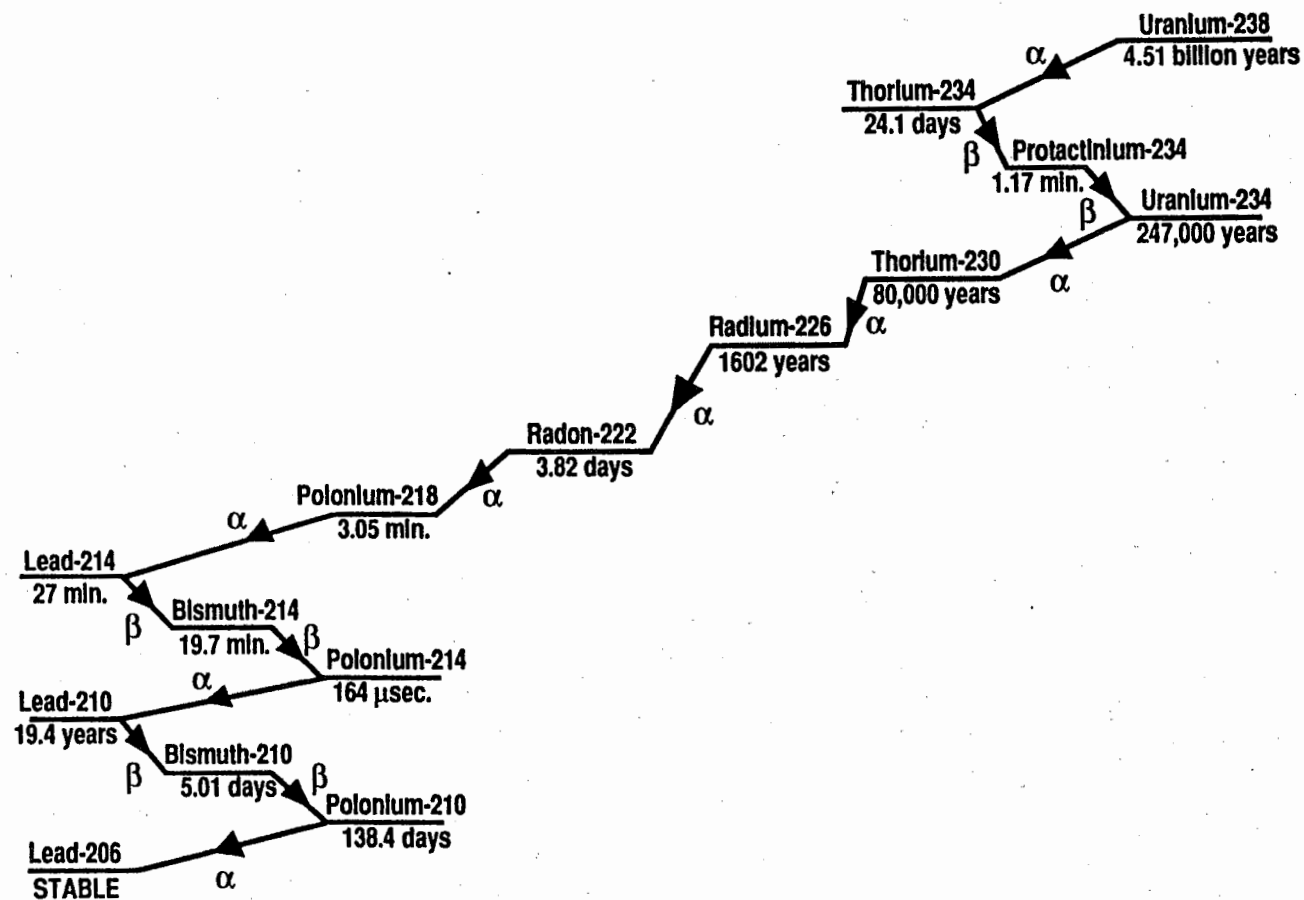 Uranium-238
4.51 billion years
α
Thorium-234
24.1 days
β
Protactinium-234
1.17 min.
β
Uranium-234
247,000 years
α
Thorium-230
80,000 years
α
Radium-226
1602 years
α
Radon-222
3.82 days
α
Polonium-218
3.05 min.
α
Lead-214
27 min.
β
Bismuth-214
19.7 min.
β
Polonium-214
164 μsec.
α
Lead-210
19.4 years
β
Bismuth-210
5.01 days
β
Polonium-210
138.4 days
α
Lead-206
STABLE